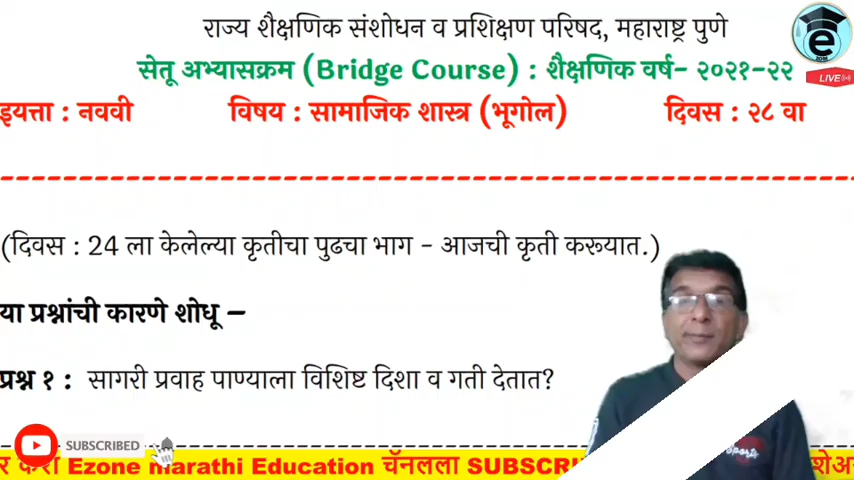 राज्य शैक्षणिक संशोधन व प्रशिक्षण परिषद, महाराष्ट्र पुणे
सेतू अभ्यासक्रम (Bridge Course) : शैक्षणिक वर्ष- २०२१-२२
LIVE
इयत्ता : नववी विषय : सामाजिक शास्त्र (भूगोल) दिवस : २८ वा
(दिवस : 24 ला केलेल्या कृतीचा पुढचा भाग - आजची कृती करूयात.)
या प्रश्नांची कारणे शोधू –
प्रश्न १ : सागरी प्रवाह पाण्याला विशिष्ट दिशा व गती देतात?
SUBSCRIBED
करा Ezone marathi Education चॅनलला